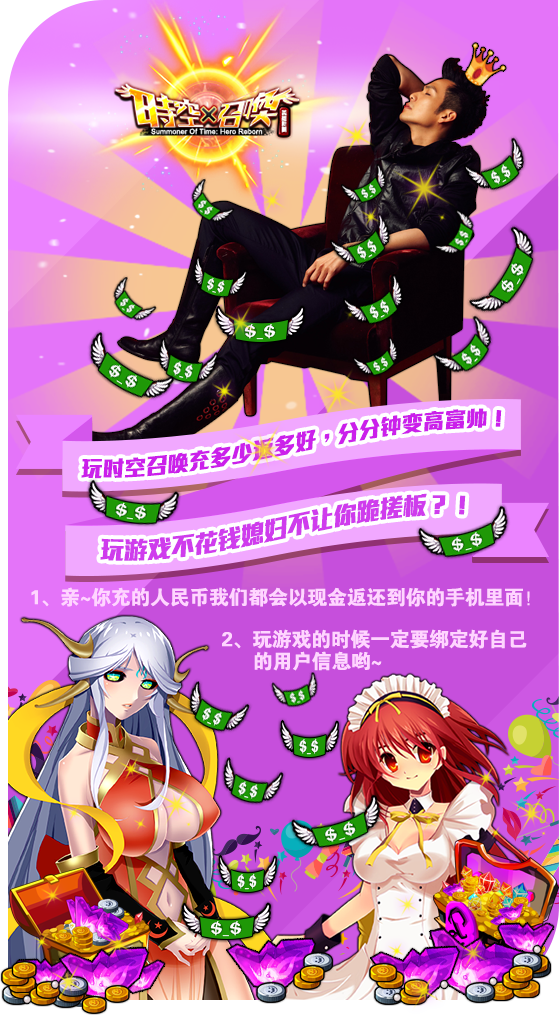 時空×召唤
Summoner Of Time: Hero Reborn
玩时空召唤充多少返多好，分分钟变高富帅！
玩游戏不花钱媳妇不让你跪搓板？！
1、亲~你充的人民币我们都会以现金返还到你的手机里面！
2、玩游戏的时候一定要绑定好自己
的用户信息哟~